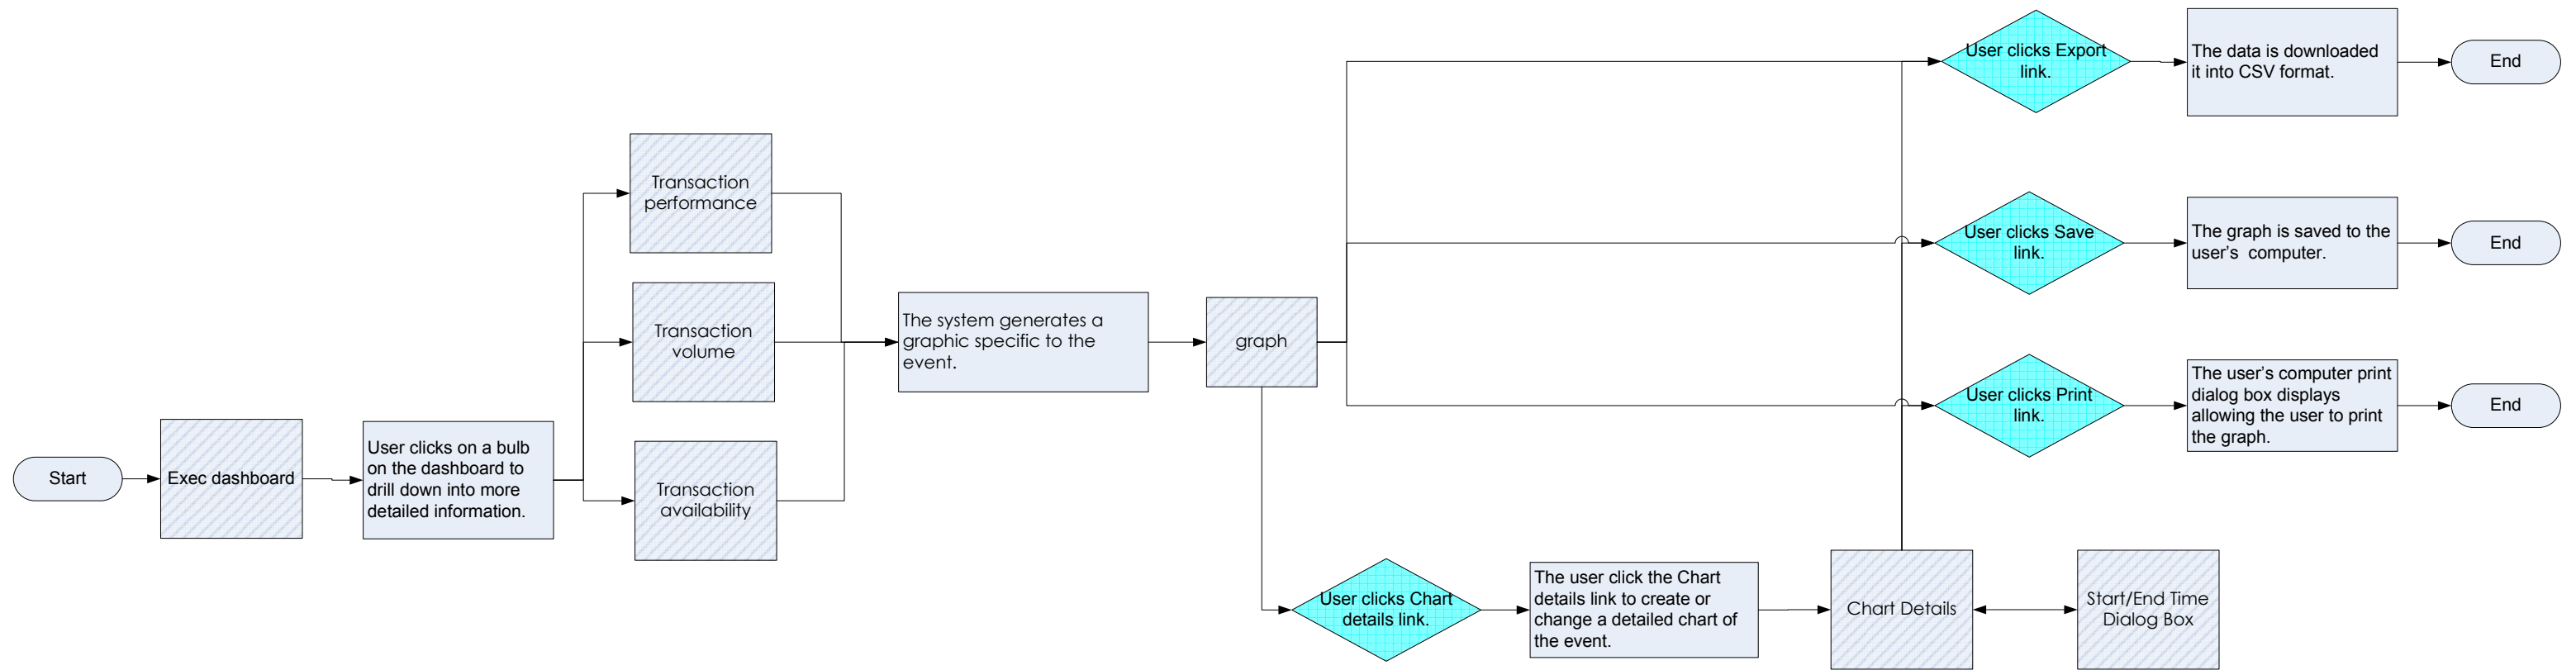 Start
Exec dashboard
User clicks on a bulb
on the dashboard to
drill down into more
detailed information.
Transaction
performance
Transaction
volume
Transaction
availability
The system generates a
graphic specific to the
event.
graph
User clicks Export
link.
The data is downloaded
it into CSV format.
End
User clicks Save
link.
The graph is saved to the
user’s  computer.
End
User clicks Print
link.
The user’s computer print
dialog box displays
allowing the user to print
the graph.
End
User clicks Chart
details link.
The user click the Chart
details link to create or
change a detailed chart of
the event.
Chart Details
Start/End Time
Dialog Box